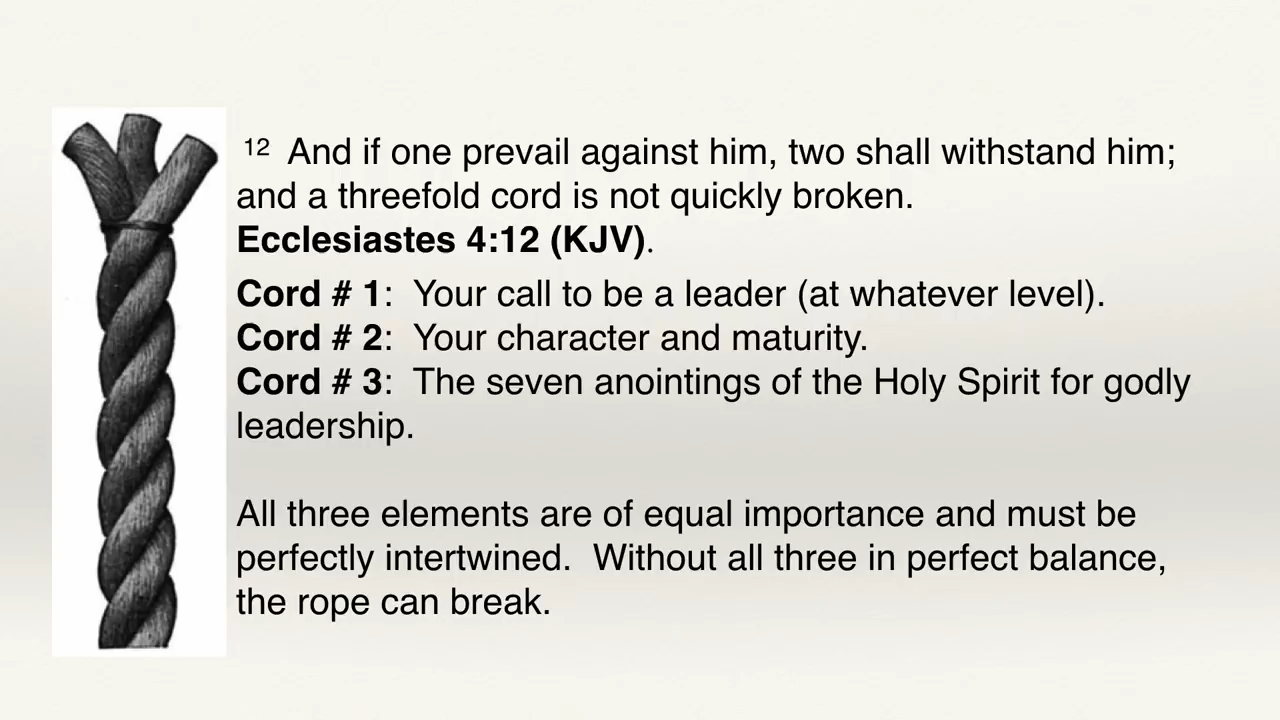 12 And if one prevail against him, two shall withstand him;
and a threefold cord is not quickly broken.
Ecclesiastes 4:12 (KJV).
Cord # 1: Your call to be a leader (at whatever level).
Cord # 2: Your character and maturity.
Cord # 3: The seven anointings of the Holy Spirit for godly
leadership.
All three elements are of equal importance and must be
perfectly intertwined. Without all three in perfect balance,
the rope can break.